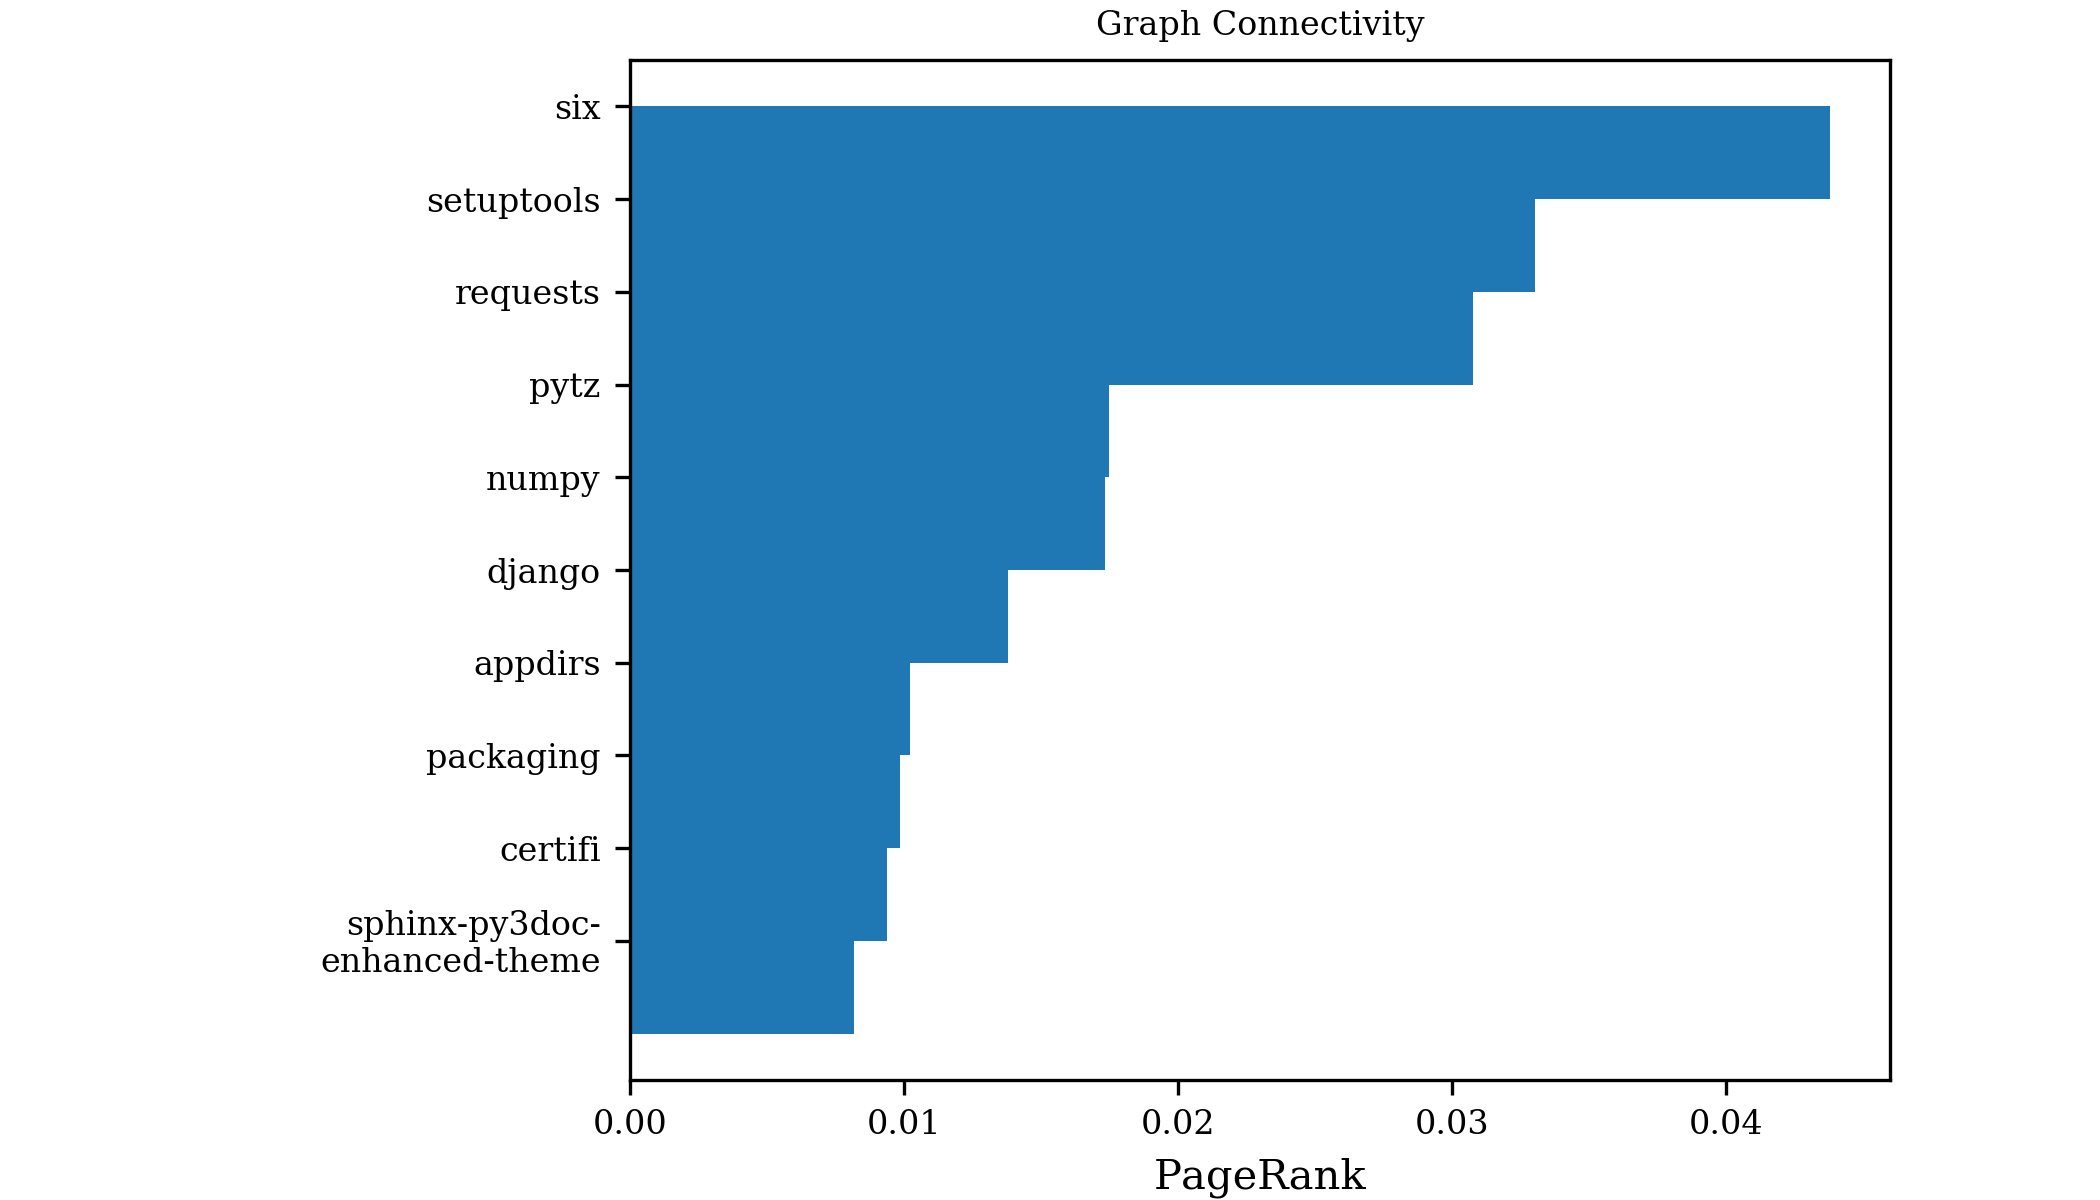 Graph Connectivity
six
setuptools
requests
pytz
numpy
django
appdirs
packaging
certifi
sphinx-py3doc-
enhanced-theme
0.00 0.01 0.02 0.03 0.04
PageRank